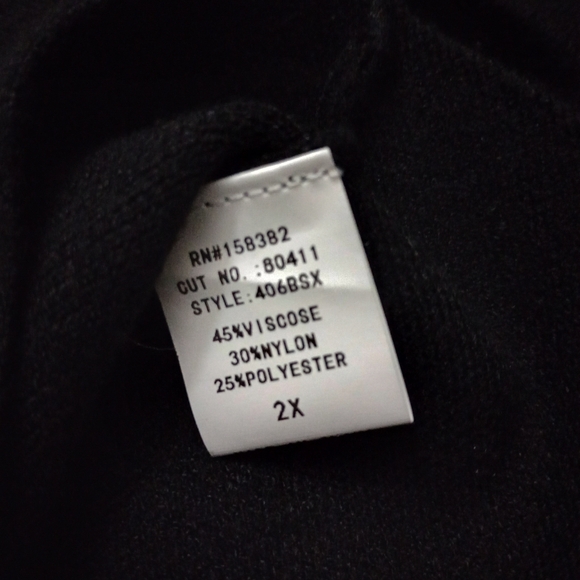 RN#158382
CUT NO. :80411
STYLE:406BSX
45%VISCOSE
30%NYLON
25%POLYESTER
2X